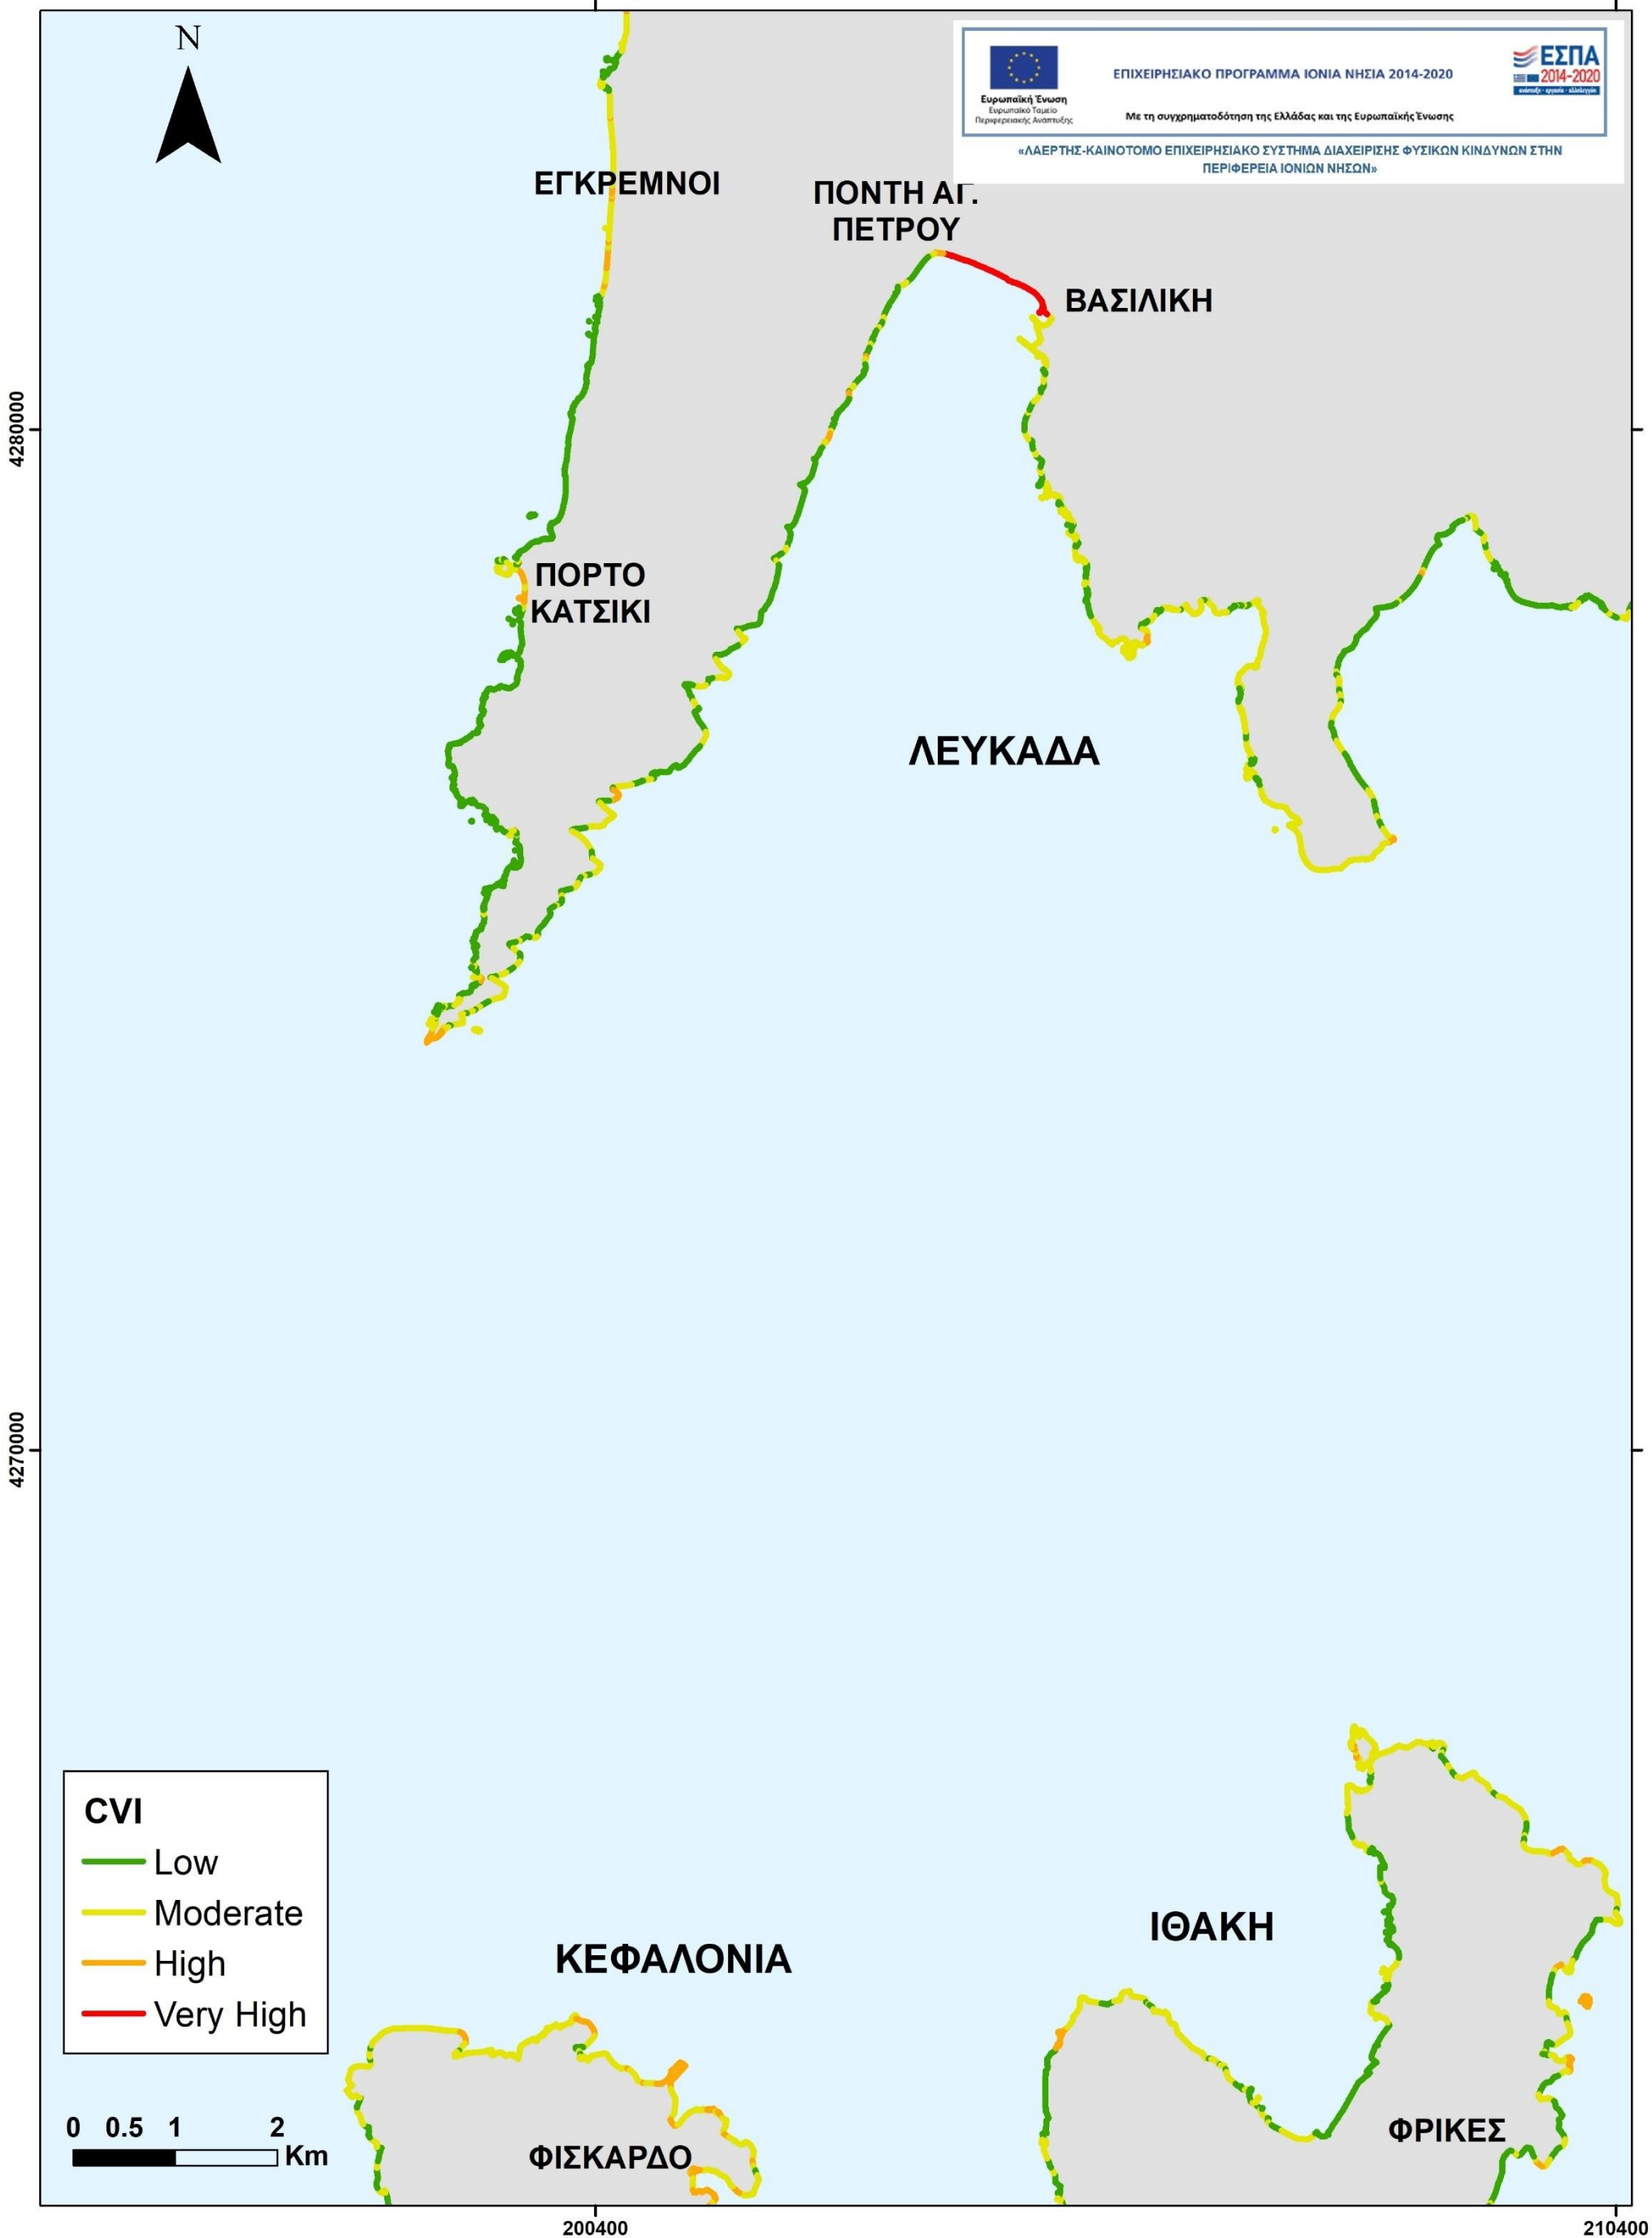 N
Ευρωπαϊκή Ένωση
Ευρωπαϊκό Ταμείο
Περιφερειακής Ανάπτυξης
ΕΠΙΧΕΙΡΗΣΙΑΚΟ ΠΡΟΓΡΑΜΜΑ ΙΟΝΙΑ ΝΗΣΙΑ 2014-2020
Με τη συγχρηματοδότηση της Ελλάδας και της Ευρωπαϊκής Ένωσης
ΕΣΠΑ
2014-2020
ανάπτυξη - εργασία - αλληλεγγύη
«ΛΑΕΡΤΗΣ-ΚΑΙΝΟΤΟΜΟ ΕΠΙΧΕΙΡΗΣΙΑΚΟ ΣΥΣΤΗΜΑ ΔΙΑΧΕΙΡΙΣΗΣ ΦΥΣΙΚΩΝ ΚΙΝΔΥΝΩΝ ΣΤΗΝ
ΠΕΡΙΦΕΡΕΙΑ ΙΟΝΙΩΝ ΝΗΣΩΝ»
ΕΓΚΡΕΜΝΟΙ
ΠΟΝΤΗ ΑΓ.
ΠΕΤΡΟΥ
ΒΑΣΙΛΙΚΗ
4280000
ΠΟΡΤΟ
ΚΑΤΣΙΚΙ
ΛΕΥΚΑΔΑ
4270000
CVI
Low
Moderate
High
Very High
ΙΘΑΚΗ
ΚΕΦΑΛΟΝΙΑ
0 0.5 1 2
Km
ΦΙΣΚΑΡΔΟ
ΦΡΙΚΕΣ
200400
210400